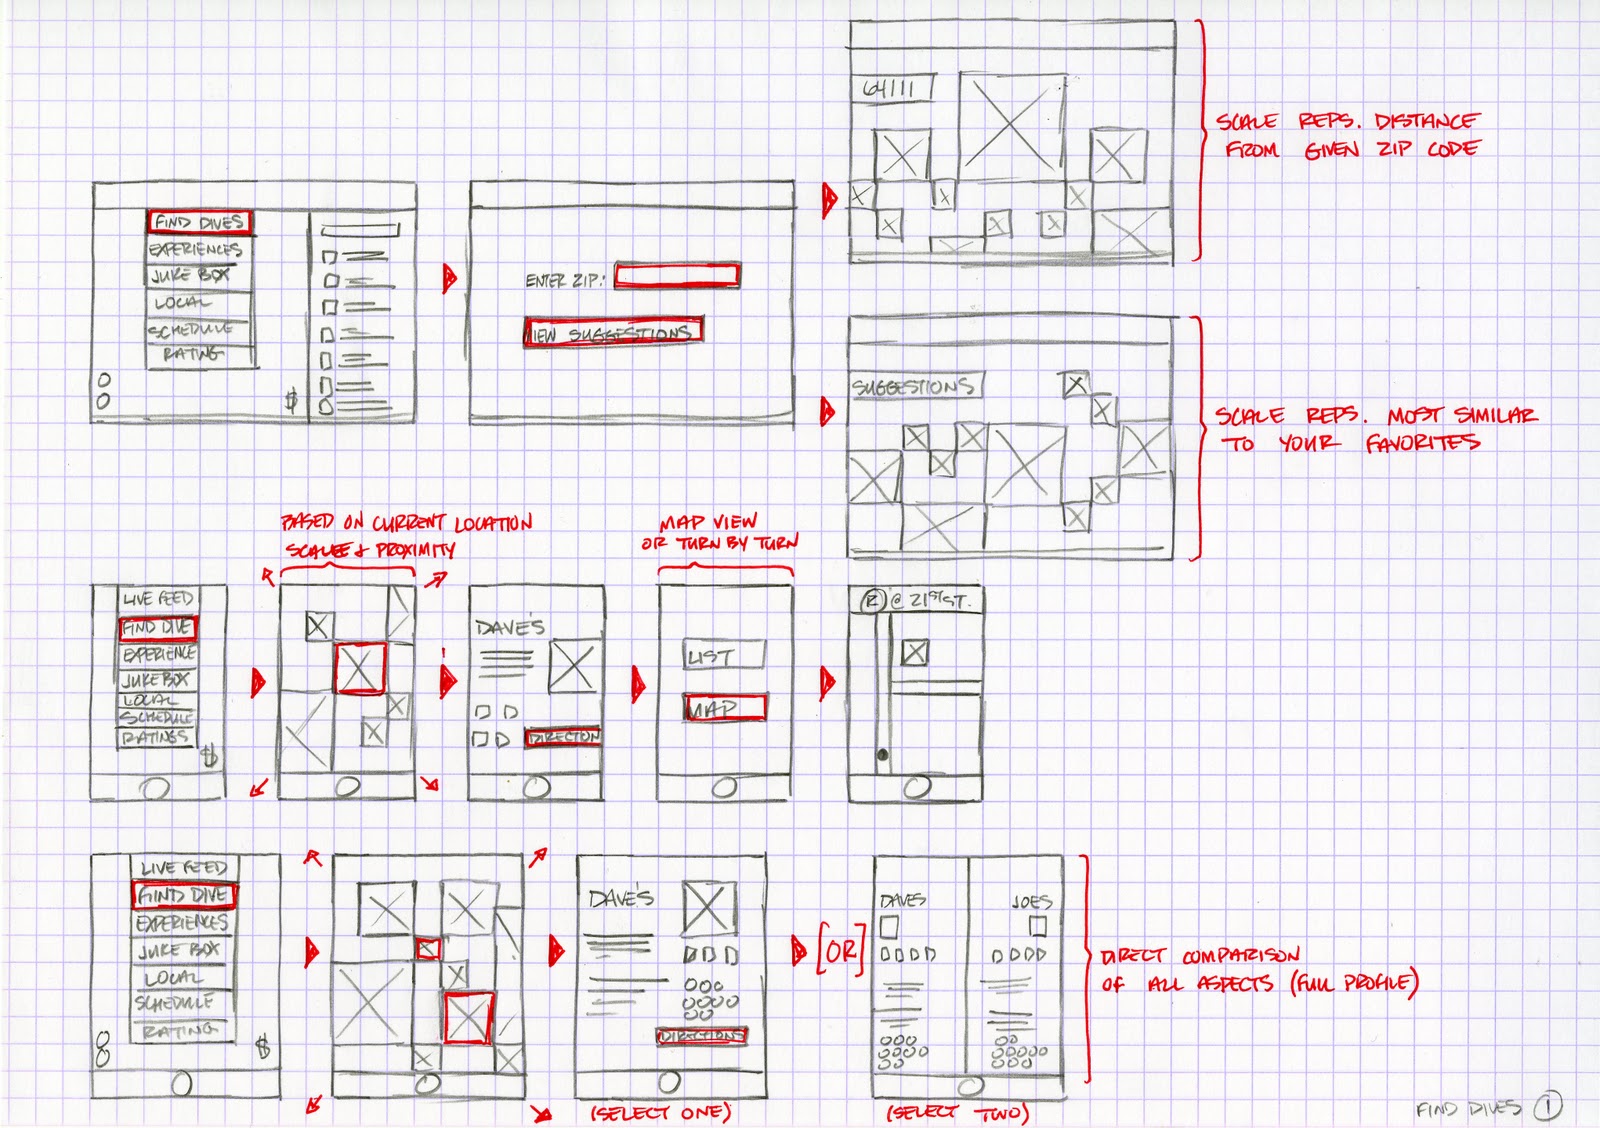 64111
SCALE REPS. DISTANCE
FROM GIVEN ZIP CODE
FIND DIVES
EXPERIENCES
JUKE BOX
LOCAL
SCHEDULE
RATING
$
ENTER ZIP:
VIEW SUGGESTIONS
SUGGESTIONS
SCALE REPS. MOST SIMILAR
TO YOUR FAVORITES
BASED ON CURRENT LOCATION
SCALE & PROXIMITY
MAP VIEW
OR TURN BY TURN
LIVE FEED
FIND DIVE
EXPERIENCE
JUKE BOX
LOCAL
SCHEDULE
RATINGS
$
DAVE'S
DIRECTION
LIST
MAP
R @ 21ST ST.
LIVE FEED
FIND DIVE
EXPERIENCES
JUKE BOX
LOCAL
SCHEDULE
RATING
$
DAVE'S
DIRECTIONS
(SELECT ONE)
[OR]
DAVES
JOES
(SELECT TWO)
DIRECT COMPARISON
OF ALL ASPECTS (FULL PROFILE)
FIND DIVES 1